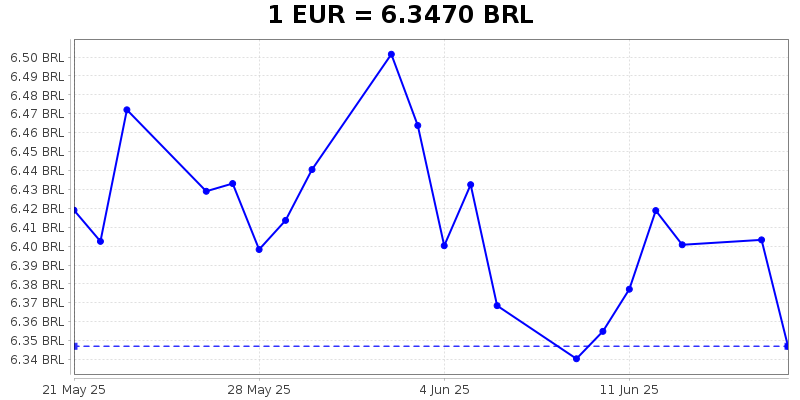 1 EUR = 6.3470 BRL
6.50 BRL
6.49 BRL
6.48 BRL
6.47 BRL
6.46 BRL
6.45 BRL
6.44 BRL
6.43 BRL
6.42 BRL
6.41 BRL
6.40 BRL
6.39 BRL
6.38 BRL
6.37 BRL
6.36 BRL
6.35 BRL
6.34 BRL
21 May 25 28 May 25 4 Jun 25 11 Jun 25